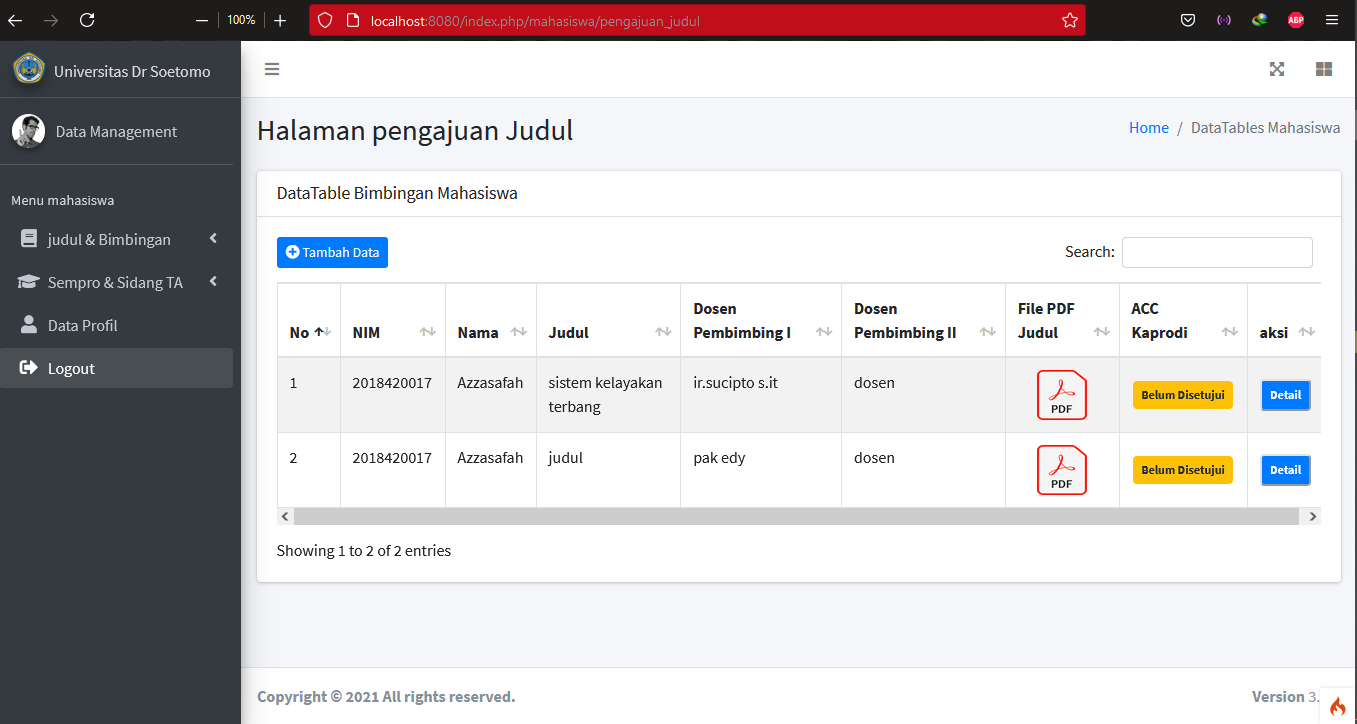 100%
localhost:8080/index.php/mahasiswa/pengajuan_judul
ABP
Universitas Dr Soetomo
Data Management
Menu mahasiswa
judul & Bimbingan
Sempro & Sidang TA
Data Profil
Logout
Halaman pengajuan Judul
Home / DataTables Mahasiswa
DataTable Bimbingan Mahasiswa
Tambah Data
Search:
No NIM Nama Judul Dosen Pembimbing I Dosen Pembimbing II File PDF Judul ACC Kaprodi aksi
1 2018420017 Azzasafah sistem kelayakan terbang ir.sucipto s.it dosen PDF Belum Disetujui Detail
2 2018420017 Azzasafah judul pak edy dosen PDF Belum Disetujui Detail
Showing 1 to 2 of 2 entries
Copyright © 2021 All rights reserved.
Version 3.